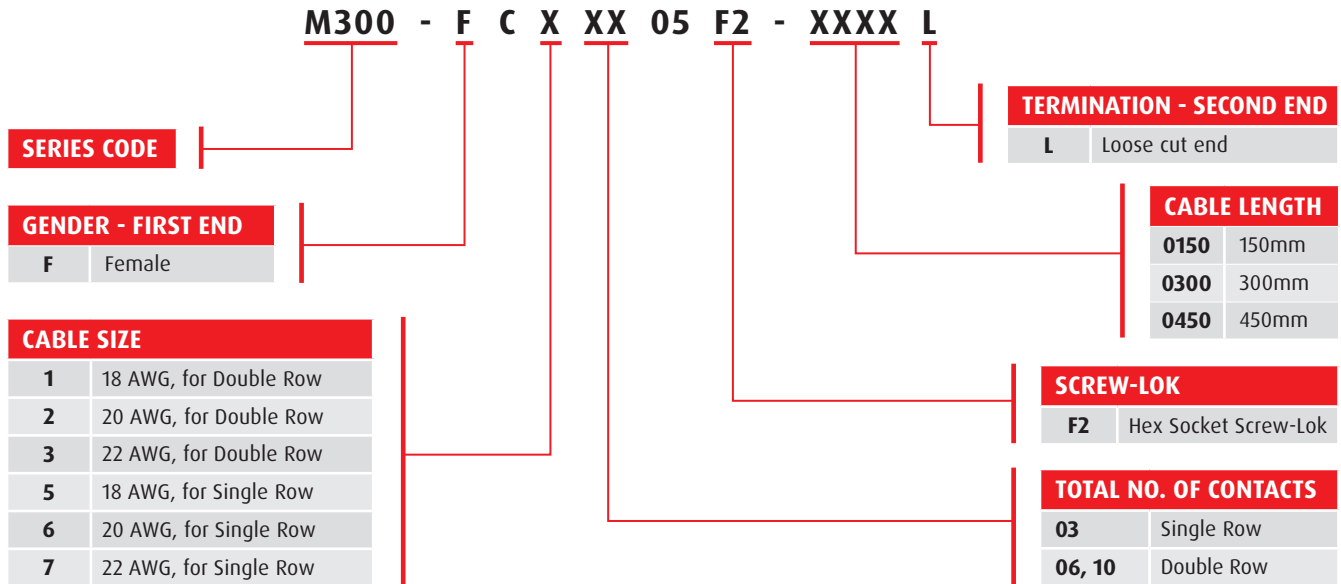 M300 - F C X XX 05 F2 - XXXX L
SERIES CODE
GENDER - FIRST END
F Female
CABLE SIZE
1 18 AWG, for Double Row
2 20 AWG, for Double Row
3 22 AWG, for Double Row
5 18 AWG, for Single Row
6 20 AWG, for Single Row
7 22 AWG, for Single Row
TERMINATION - SECOND END
L Loose cut end
CABLE LENGTH
0150 150mm
0300 300mm
0450 450mm
SCREW-LOK
F2 Hex Socket Screw-Lok
TOTAL NO. OF CONTACTS
03 Single Row
06, 10 Double Row